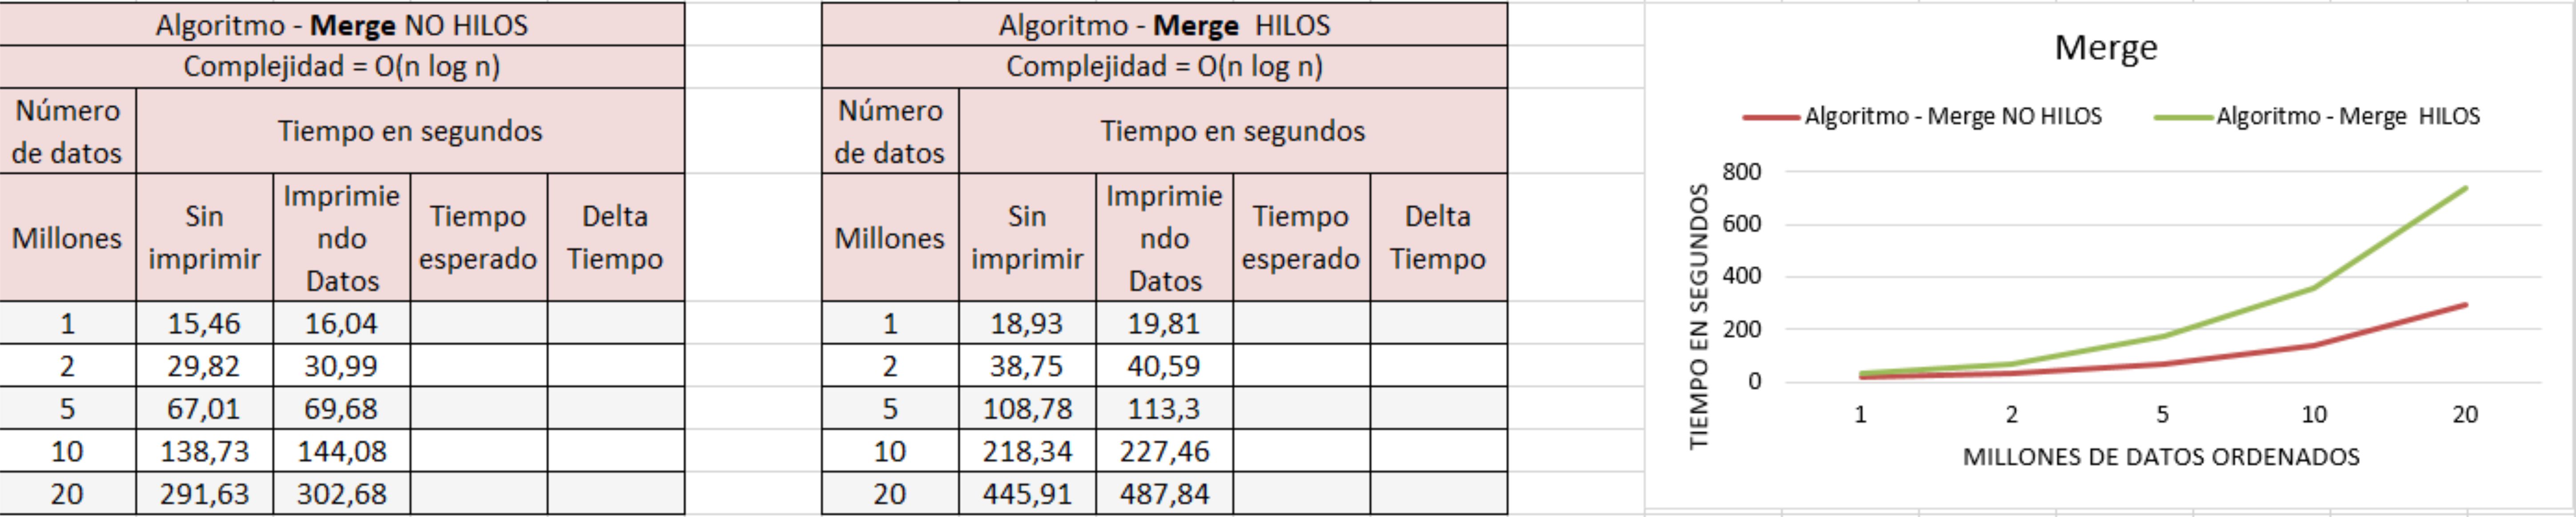 Algoritmo - Merge NO HILOS
Complejidad = O(n log n)
Número
de datos
Tiempo en segundos
Millones
Sin
imprimir
Imprimie
ndo
Datos
Tiempo
esperado
Delta
Tiempo
1 15,46 16,04
2 29,82 30,99
5 67,01 69,68
10 138,73 144,08
20 291,63 302,68
Algoritmo - Merge  HILOS
Complejidad = O(n log n)
Número
de datos
Tiempo en segundos
Millones
Sin
imprimir
Imprimie
ndo
Datos
Tiempo
esperado
Delta
Tiempo
1 18,93 19,81
2 38,75 40,59
5 108,78 113,3
10 218,34 227,46
20 445,91 487,84
Merge
Algoritmo - Merge NO HILOS
Algoritmo - Merge  HILOS
TIEMPO EN SEGUNDOS
800
600
400
200
0
1 2 5 10 20
MILLONES DE DATOS ORDENADOS